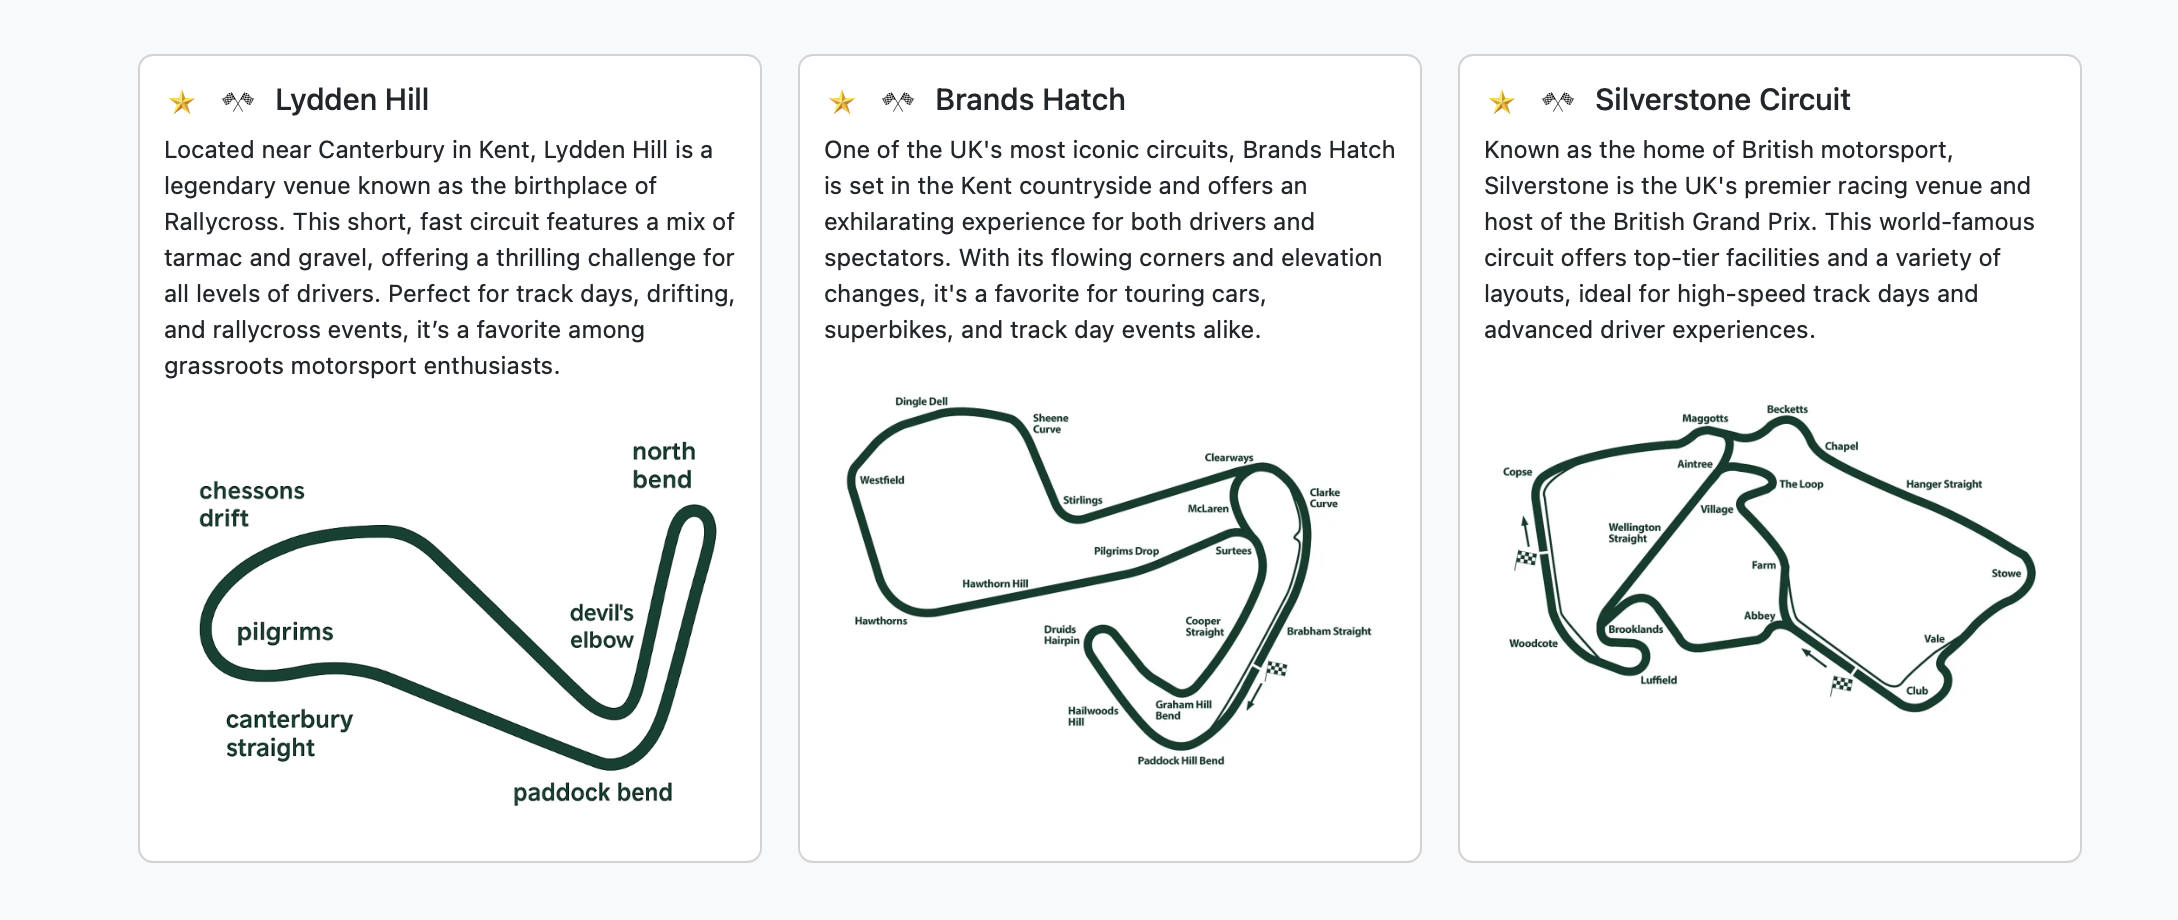 Lydden Hill
Located near Canterbury in Kent, Lydden Hill is a
legendary venue known as the birthplace of
Rallycross. This short, fast circuit features a mix of
tarmac and gravel, offering a thrilling challenge for
all levels of drivers. Perfect for track days, drifting,
and rallycross events, it’s a favorite among
grassroots motorsport enthusiasts.
north
bend
chessons
drift
devil's
elbow
pilgrims
canterbury
straight
paddock bend
Brands Hatch
One of the UK's most iconic circuits, Brands Hatch
is set in the Kent countryside and offers an
exhilarating experience for both drivers and
spectators. With its flowing corners and elevation
changes, it's a favorite for touring cars,
superbikes, and track day events alike.
Dingle Dell
Sheene
Curve
Clearways
Westfield
Stirlings
Clarke
Curve
McLaren
Pilgrims Drop
Surtees
Hawthorn Hill
Hawthorns
Druids
Hairpin
Cooper
Straight
Brabham Straight
Hailwoods
Hill
Graham Hill
Bend
Paddock Hill Bend
Silverstone Circuit
Known as the home of British motorsport,
Silverstone is the UK's premier racing venue and
host of the British Grand Prix. This world-famous
circuit offers top-tier facilities and a variety of
layouts, ideal for high-speed track days and
advanced driver experiences.
Becketts
Maggotts
Chapel
Aintree
Copse
The Loop
Hanger Straight
Village
Wellington
Straight
Farm
Stowe
Abbey
Brooklands
Vale
Woodcote
Luffield
Club